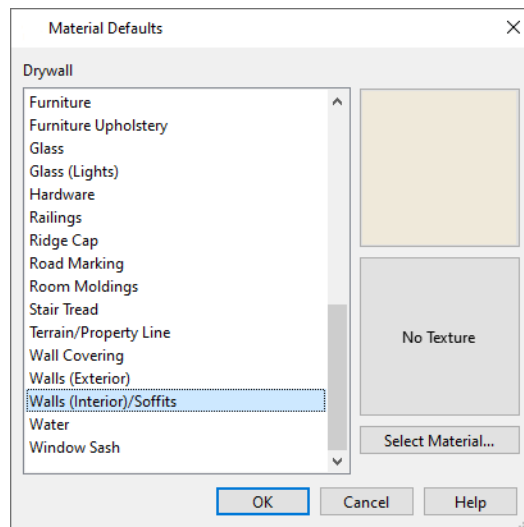 Material Defaults
Drywall
Furniture
Furniture Upholstery
Glass
Glass (Lights)
Hardware
Railings
Ridge Cap
Road Marking
Room Moldings
Stair Tread
Terrain/Property Line
Wall Covering
Walls (Exterior)
Walls (Interior)/Soffits
Water
Window Sash
No Texture
Select Material...
OK Cancel Help